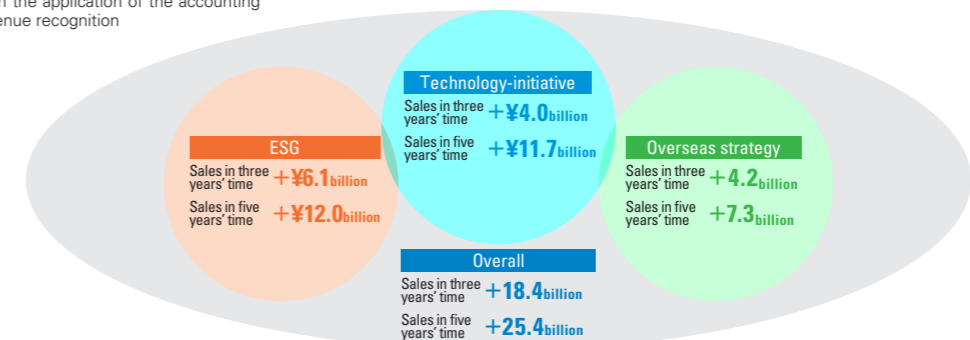 the application of the accounting
enue recognition
Technology-initiative
Sales in three years' time +¥4.0billion
Sales in five years' time +¥11.7billion
ESG
Sales in three years' time +¥6.1billion
Sales in five years' time +¥12.0billion
Overseas strategy
Sales in three years' time +4.2billion
Sales in five years' time +7.3billion
Overall
Sales in three years' time +18.4billion
Sales in five years' time +25.4billion